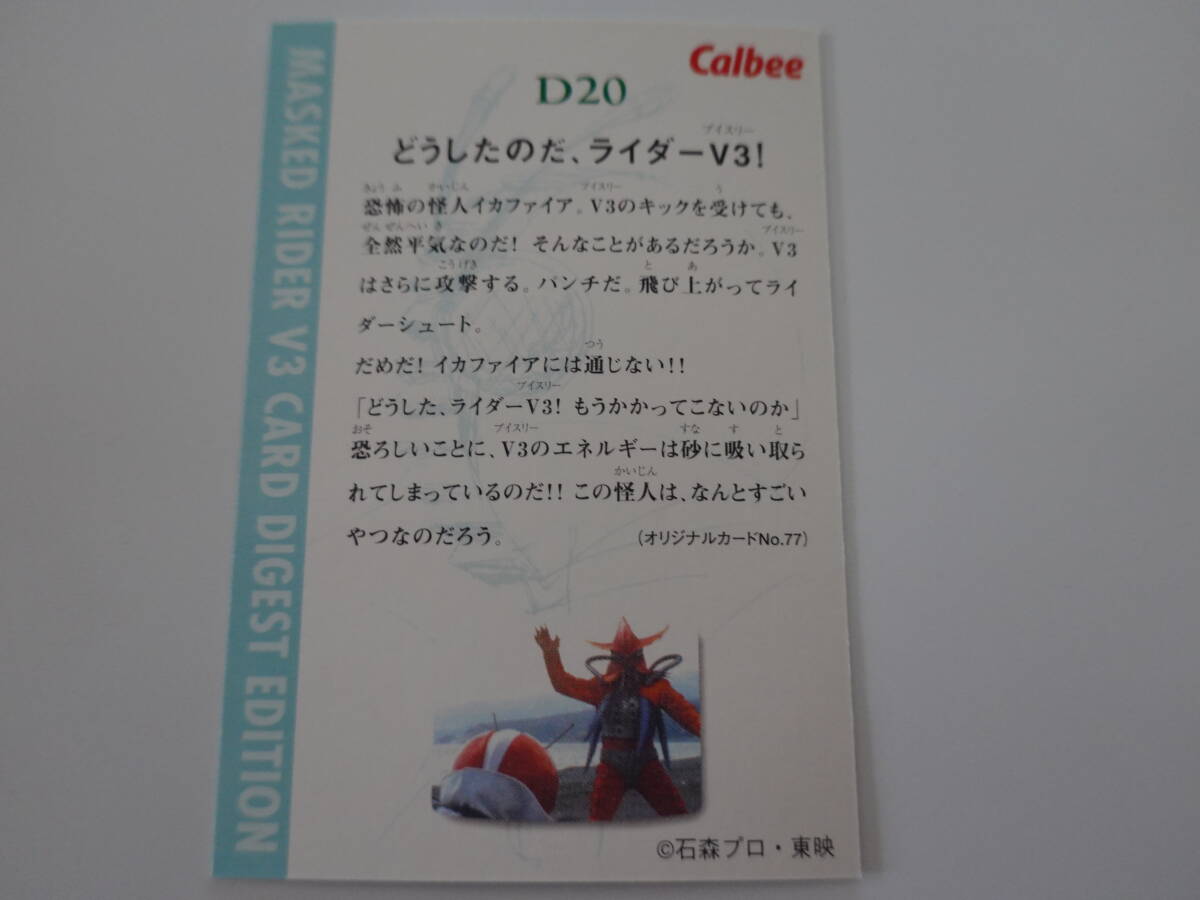 MASKED RIDER V3 CARD DIGEST EDITION
Calbee
D20
ブイスリー
どうしたのだ、ライダーV3!
きょうふ かいじん ブイスリー う
恐怖の怪人イカファイア。V3のキックを受けても、
ぜんぜんへいき ブイスリー
全然平気なのだ! そんなことがあるだろうか。V3
こうげき と あ
はさらに攻撃する。パンチだ。飛び上がってライ
ダーシュート。
つう
だめだ! イカファイアには通じない!!
ブイスリー
「どうした、ライダーV3! もうかかってこないのか」
おそ ブイスリー すな す と
恐ろしいことに、V3のエネルギーは砂に吸い取ら
かいじん
れてしまっているのだ!! この怪人は、なんとすごい
やつなのだろう。 (オリジナルカードNo.77)
©石森プロ・東映